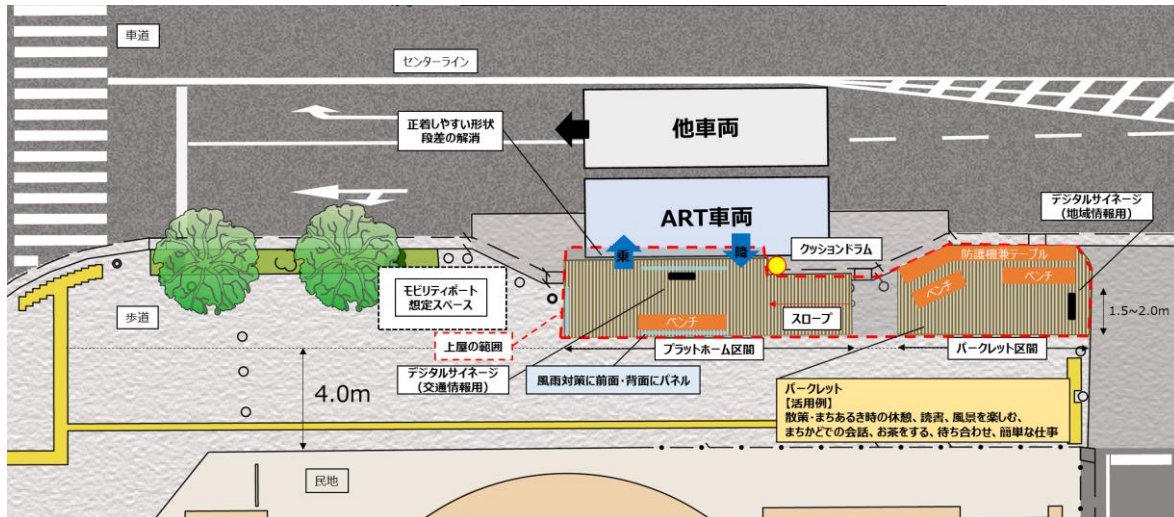 車道
センターライン
他車両
正着しやすい形状
段差の解消
ART車両
デジタルサイネージ
(地域情報用)
乗
降
クッションドラム
防護柵兼テーブル
ベンチ
ベンチ
モビリティポート
想定スペース
歩道
1.5~2.0m
ベンチ
スロープ
上屋の範囲
プラットホーム区間
パークレット区間
デジタルサイネージ
(交通情報用)
風雨対策に前面・背面にパネル
4.0m
パークレット
【活用例】
散策・まちあるき時の休憩、読書、風景を楽しむ、
まちかどでの会話、お茶をする、待ち合わせ、簡単な仕事
民地